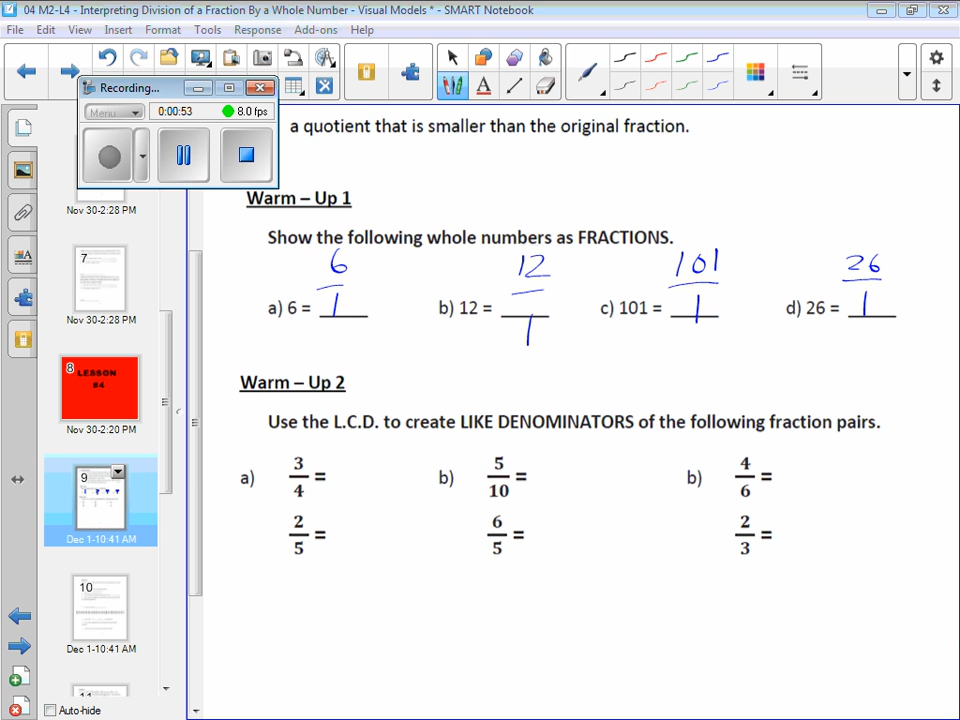 04 M2-L4 - Interpreting Division of a Fraction By a Whole Number - Visual Models * - SMART Notebook
File Edit View Insert Format Tools Response Add-ons Help
Recording...
Menu 0:00:53 8.0 fps
a quotient that is smaller than the original fraction.
Warm – Up 1
Show the following whole numbers as FRACTIONS.
6 12 101 26
a) 6 = 1 b) 12 = 1 c) 101 = 1 d) 26 = 1
Warm – Up 2
Use the L.C.D. to create LIKE DENOMINATORS of the following fraction pairs.
a) 3/4 = b) 5/10 = b) 4/6 =
2/5 = 6/5 = 2/3 =
Nov 30-2:28 PM
7
Nov 30-2:28 PM
8
LESSON
#4
Nov 30-2:20 PM
9
Dec 1-10:41 AM
10
Dec 1-10:41 AM
11
Auto-hide